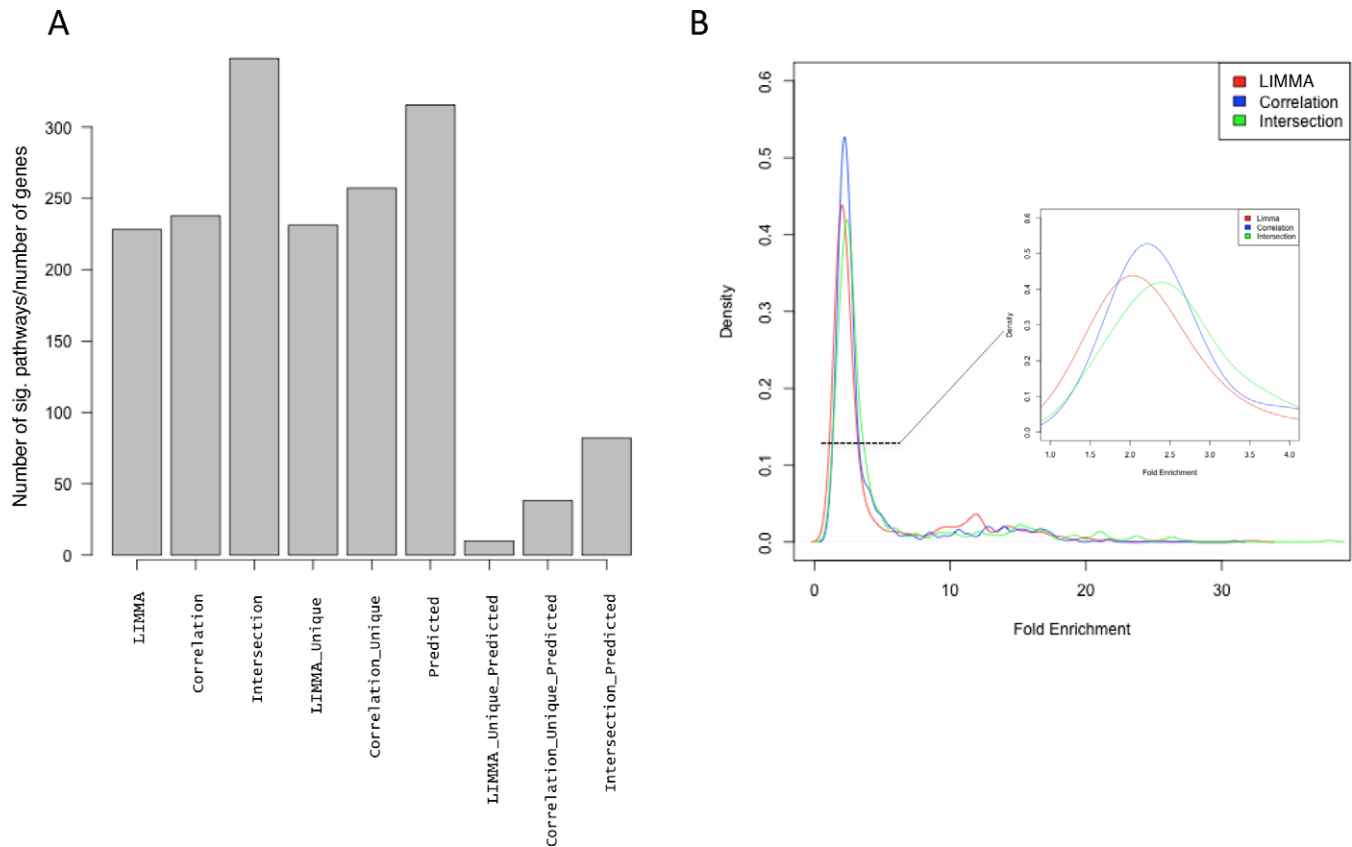 A
Number of sig. pathways/number of genes
300
250
200
150
100
50
0
LIMMA
Correlation
Intersection
LIMMA_Unique
Correlation_Unique
Predicted
LIMMA_Unique_Predicted
Correlation_Unique_Predicted
Intersection_Predicted
B
Density
0.6
0.5
0.4
0.3
0.2
0.1
0.0
0
10
20
30
Fold Enrichment
LIMMA
Correlation
Intersection
Density
0.6
0.5
0.4
0.3
0.2
0.1
0.0
1.0
1.5
2.0
2.5
3.0
3.5
4.0
Fold Enrichment
Limma
Correlation
Intersection